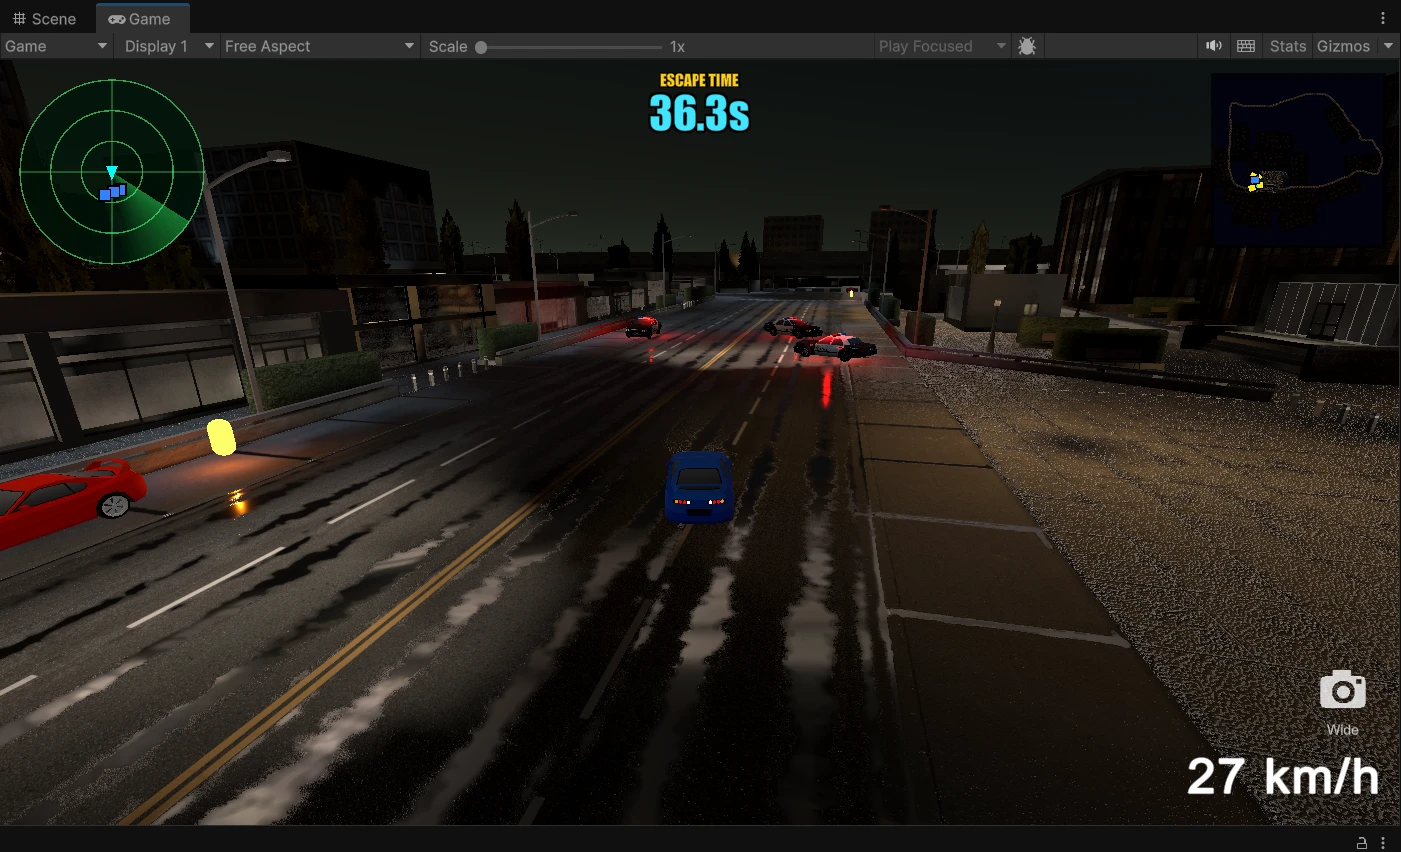 Scene
Game
Game
Display 1
Free Aspect
Scale
1x
Play Focused
Stats
Gizmos
ESCAPE TIME
36.3s
Wide
27 km/h